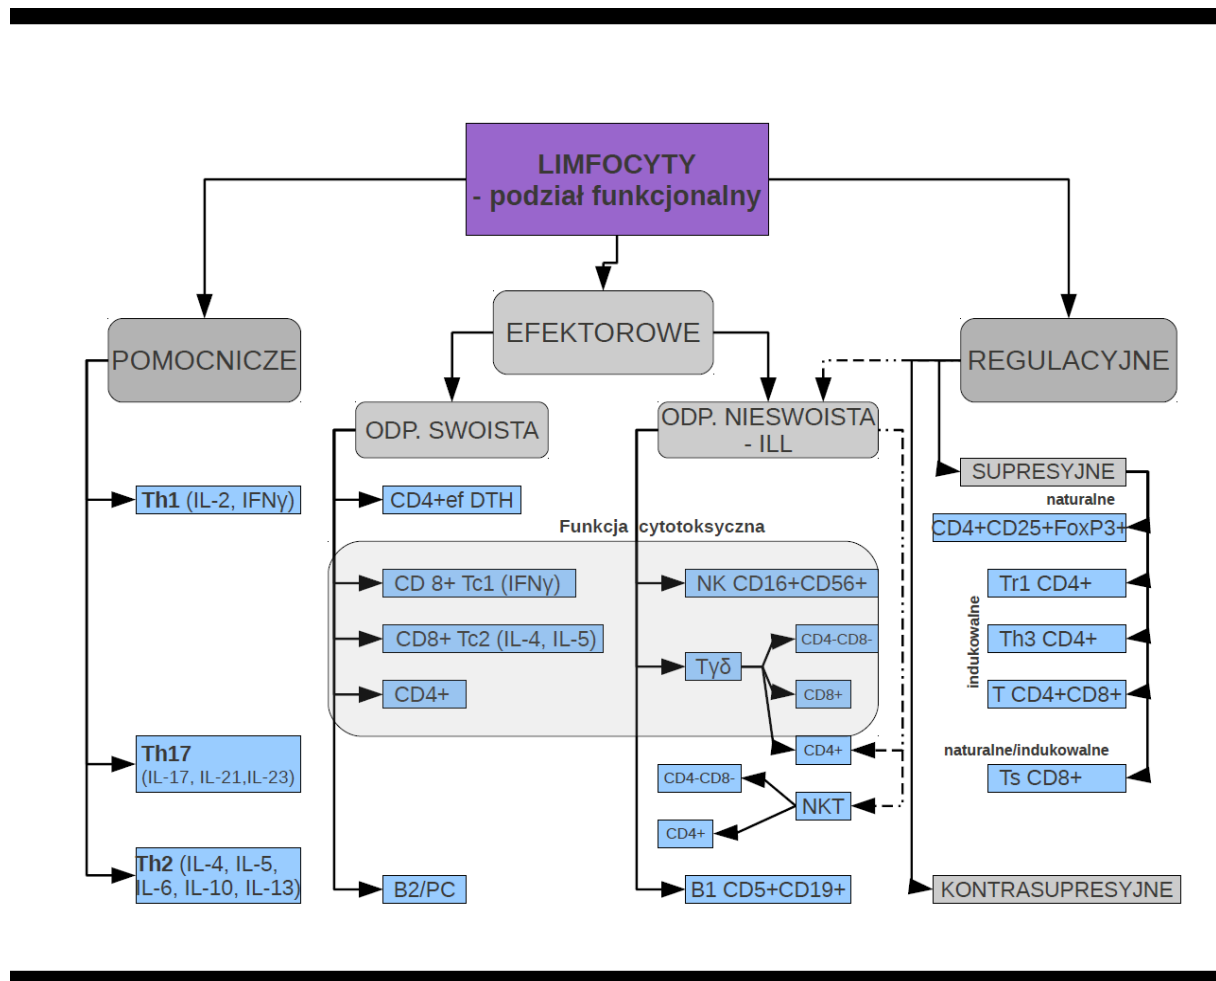 LIMFOCYTY
- podział funkcjonalny
EFEKTOROWE
POMOCNICZE
REGULACYJNE
ODP. SWOISTA
ODP. NIESWOISTA
- ILL
SUPRESYJNE
Th1 (IL-2, IFNγ)
CD4+ef DTH
naturalne
Funkcja cytotoksyczna
CD4+CD25+FoxP3+
CD 8+ Tc1 (IFNγ)
NK CD16+CD56+
Tr1 CD4+
CD8+ Tc2 (IL-4, IL-5)
CD4-CD8-
indukowalne
Th3 CD4+
Tγδ
CD4+
CD8+
T CD4+CD8+
Th17
(IL-17, IL-21,IL-23)
CD4+
naturalne/indukowalne
CD4-CD8-
Ts CD8+
NKT
CD4+
Th2 (IL-4, IL-5,
IL-6, IL-10, IL-13)
B2/PC
B1 CD5+CD19+
KONTRASUPRESYJNE